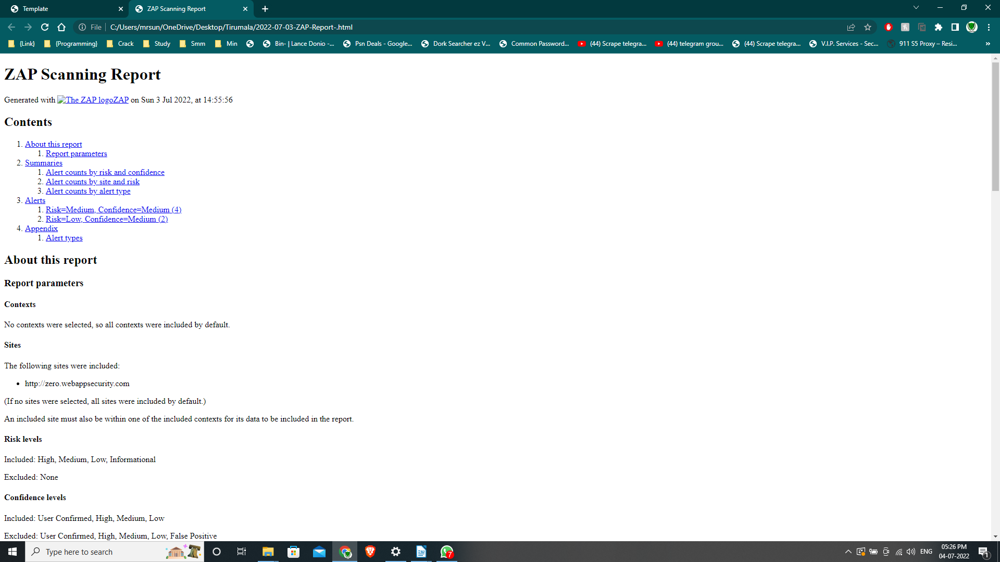 Template
ZAP Scanning Report
File
C:/Users/mrsun/OneDrive/Desktop/Tirumala/2022-07-03-ZAP-Report-.html
{Link}
{Programming}
Crack
Study
Smm
Min
Bin- | Lance Donio -...
Psn Deals - Google...
Dork Searcher ez V...
Common Password...
(44) Scrape telegra...
(44) telegram grou...
(44) Scrape telegra...
V.I.P. Services - Sec...
911 S5 Proxy – Resi...
»
ZAP Scanning Report
Generated with The ZAP logoZAP on Sun 3 Jul 2022, at 14:55:56
Contents
1. About this report
1. Report parameters
2. Summaries
1. Alert counts by risk and confidence
2. Alert counts by site and risk
3. Alert counts by alert type
3. Alerts
1. Risk=Medium, Confidence=Medium (4)
2. Risk=Low, Confidence=Medium (2)
4. Appendix
1. Alert types
About this report
Report parameters
Contexts
No contexts were selected, so all contexts were included by default.
Sites
The following sites were included:
• http://zero.webappsecurity.com
(If no sites were selected, all sites were included by default.)
An included site must also be within one of the included contexts for its data to be included in the report.
Risk levels
Included: High, Medium, Low, Informational
Excluded: None
Confidence levels
Included: User Confirmed, High, Medium, Low
Excluded: User Confirmed, High, Medium, Low, False Positive
Type here to search
7
ENG
05:26 PM
04-07-2022
1